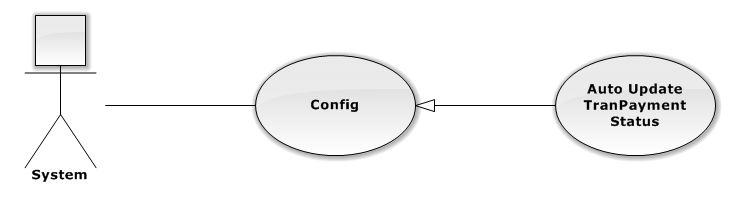 System
Config
Auto Update
TranPayment
Status